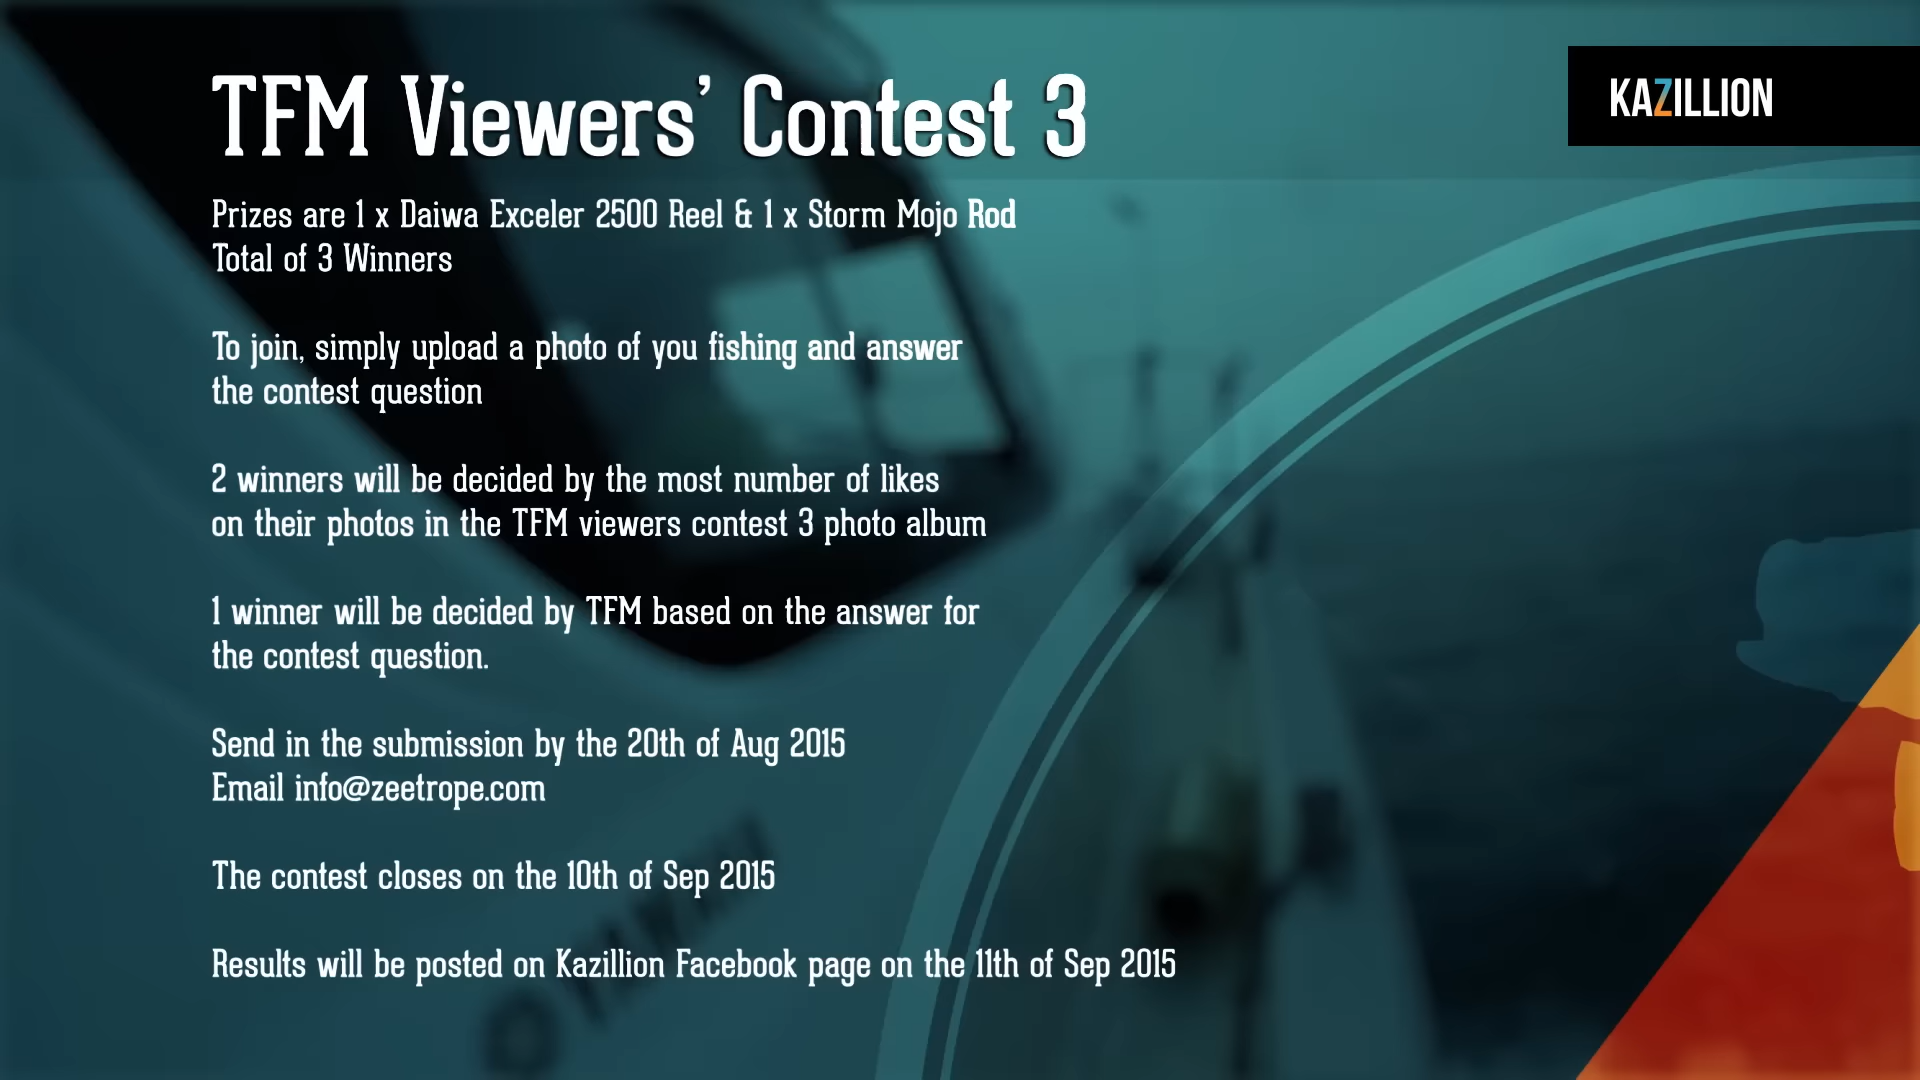 TFM Viewers' Contest 3
KAZILLION
Prizes are 1 x Daiwa Exceler 2500 Reel & 1 x Storm Mojo Rod
Total of 3 Winners
To join, simply upload a photo of you fishing and answer
the contest question
2 winners will be decided by the most number of likes
on their photos in the TFM viewers contest 3 photo album
1 winner will be decided by TFM based on the answer for
the contest question.
Send in the submission by the 20th of Aug 2015
Email info@zeetrope.com
The contest closes on the 10th of Sep 2015
Results will be posted on Kazillion Facebook page on the 11th of Sep 2015